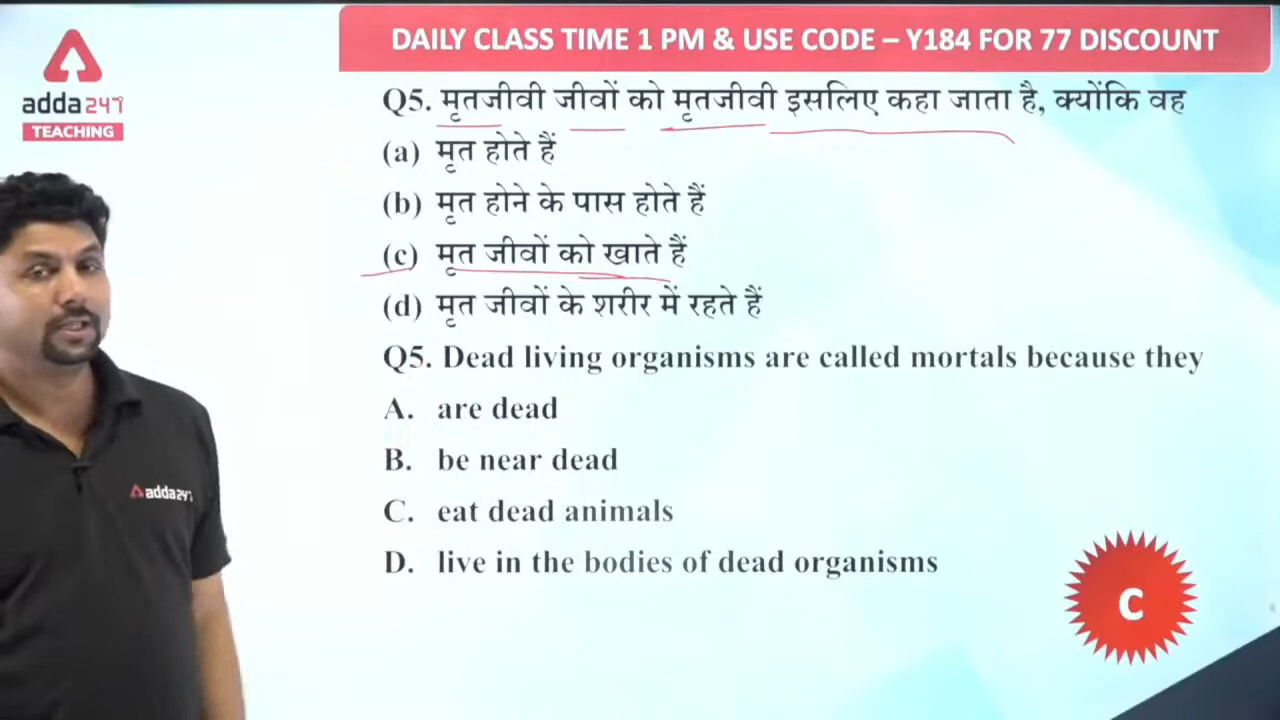 DAILY CLASS TIME 1 PM & USE CODE – Y184 FOR 77 DISCOUNT
adda247
TEACHING
Q5. मृतजीवी जीवों को मृतजीवी इसलिए कहा जाता है, क्योंकि वह
(a) मृत होते हैं
(b) मृत होने के पास होते हैं
(c) मृत जीवों को खाते हैं
(d) मृत जीवों के शरीर में रहते हैं
Q5. Dead living organisms are called mortals because they
A. are dead
B. be near dead
C. eat dead animals
D. live in the bodies of dead organisms
adda247
C